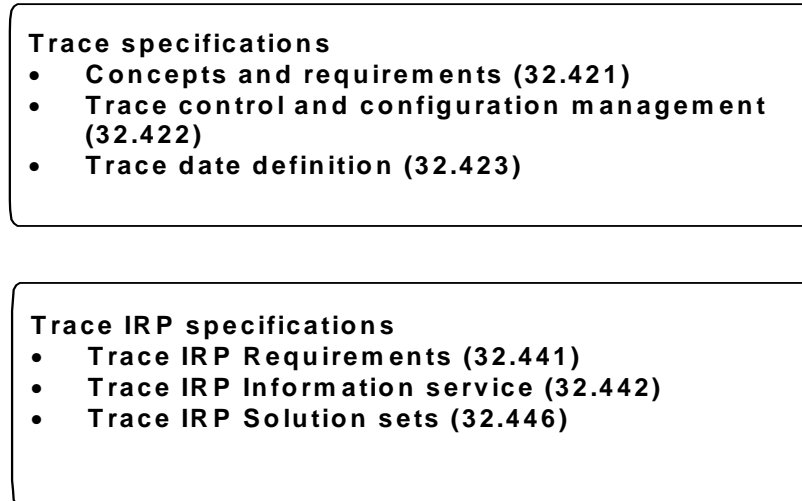 Trace specifications
• Concepts and requirements (32.421)
• Trace control and configuration management
(32.422)
• Trace date definition (32.423)
Trace IRP specifications
• Trace IRP Requirements (32.441)
• Trace IRP Information service (32.442)
• Trace IRP Solution sets (32.446)